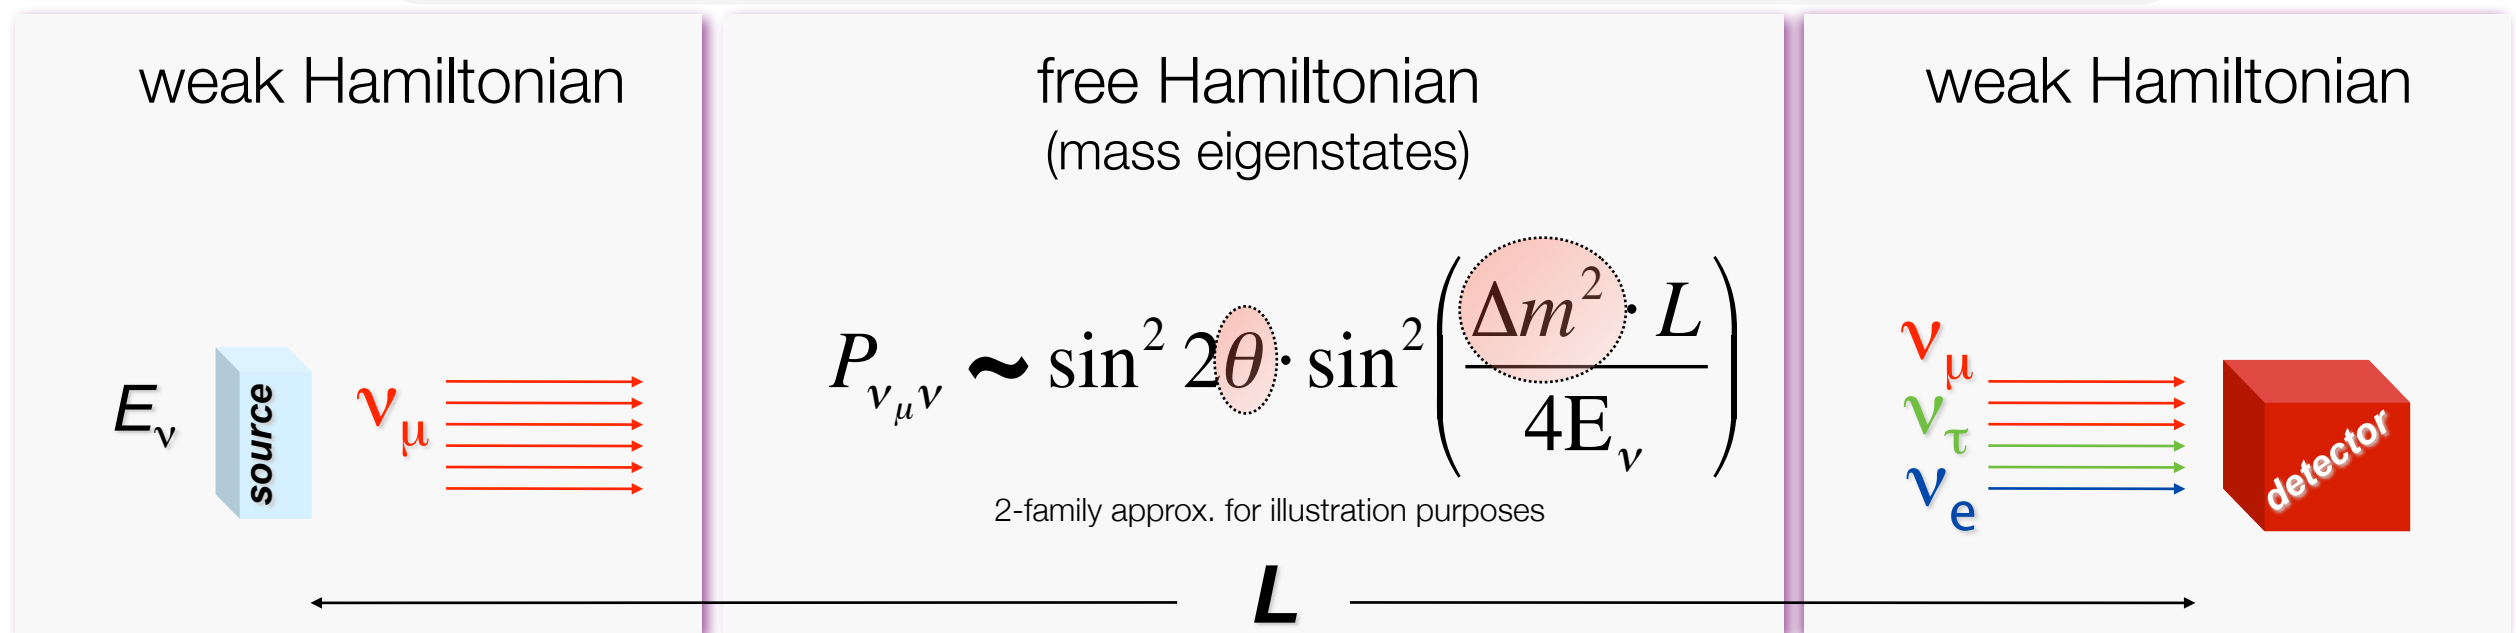 weak Hamiltonian
free Hamiltonian
(mass eigenstates)
weak Hamiltonian
E_ν
source
ν_μ
P_{ν_μ ν} ~ sin² 2θ · sin² (Δm² · L / 4E_ν)
2-family approx. for illustration purposes
ν_μ
ν_τ
ν_e
detector
L